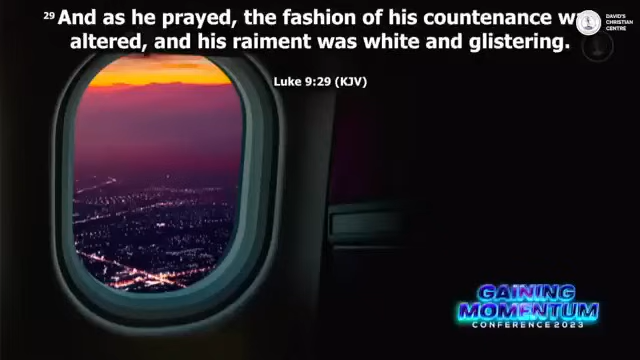 29 And as he prayed, the fashion of his countenance w
altered, and his raiment was white and glistering.
Luke 9:29 (KJV)
DAVID'S
CHRISTIAN
CENTRE
GAINING
MOMENTUM
CONFERENCE 2023